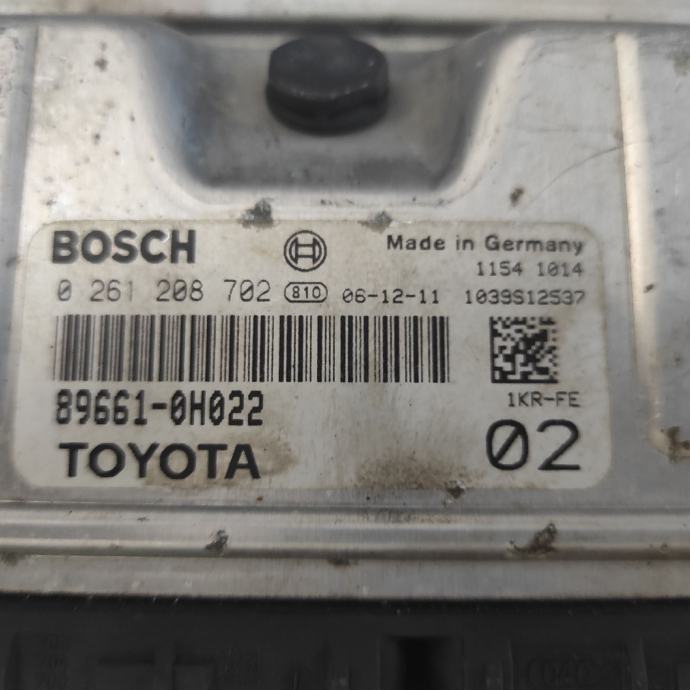 BOSCH Made in Germany
1154 1014
0 261 208 702 810 06-12-11 1039S12537
89661-0H022 1KR-FE
TOYOTA 02